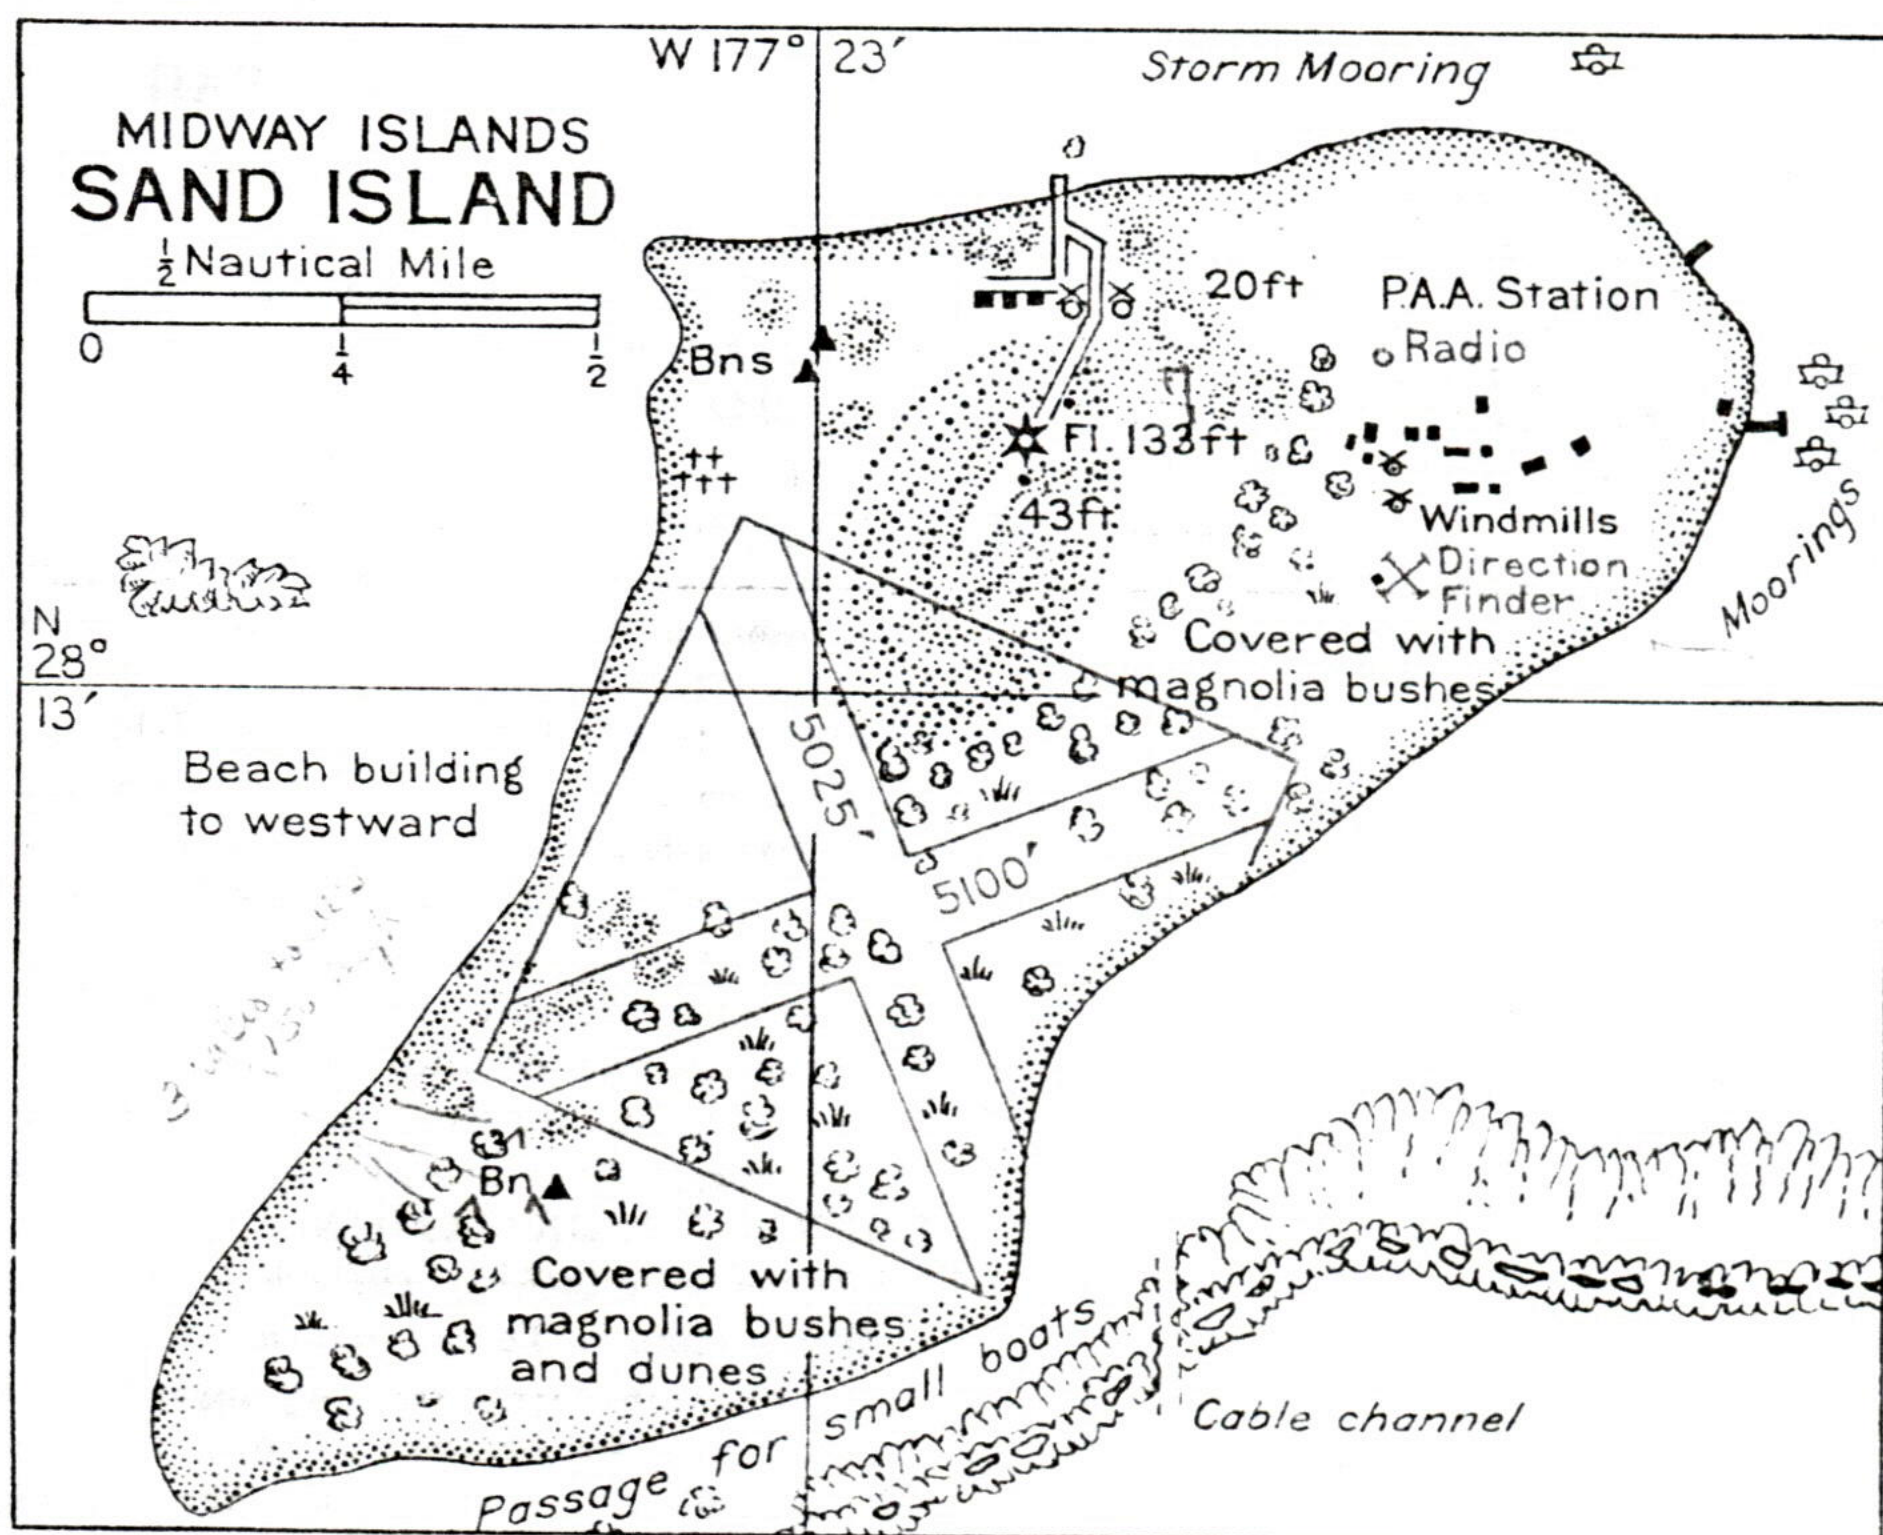 W 177° 23′
Storm Mooring
MIDWAY ISLANDS
SAND ISLAND
½ Nautical Mile
0 ¼ ½
20ft
P.A.A. Station
Radio
Bns
Fl. 133ft
43ft.
Windmills
Direction
Finder
Moorings
N
28°
13′
Covered with
magnolia bushes
5025′
Beach building
to westward
5100′
Bn
Covered with
magnolia bushes
and dunes
Passage for small boats
Cable channel